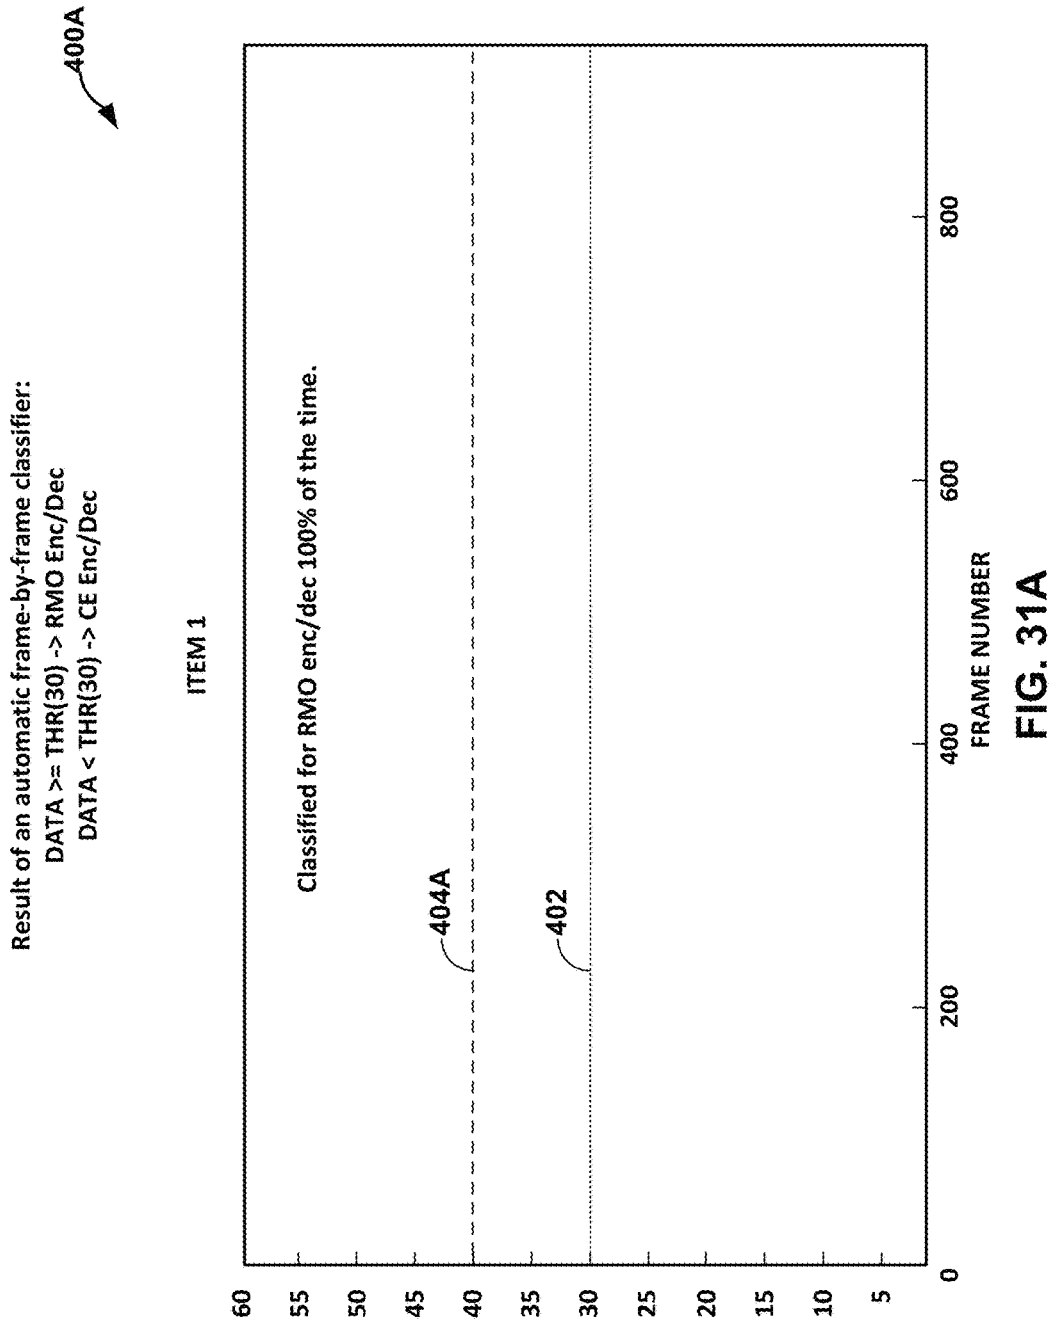 400A
Result of an automatic frame-by-frame classifier:
DATA >= THR(30) -> RMO Enc/Dec
DATA < THR(30) -> CE Enc/Dec
ITEM 1
60
55
Classified for RMO enc/dec 100% of the time.
50
45
404A
40
35
402
30
25
20
15
10
5
0
200
400
600
800
FRAME NUMBER
FIG. 31A